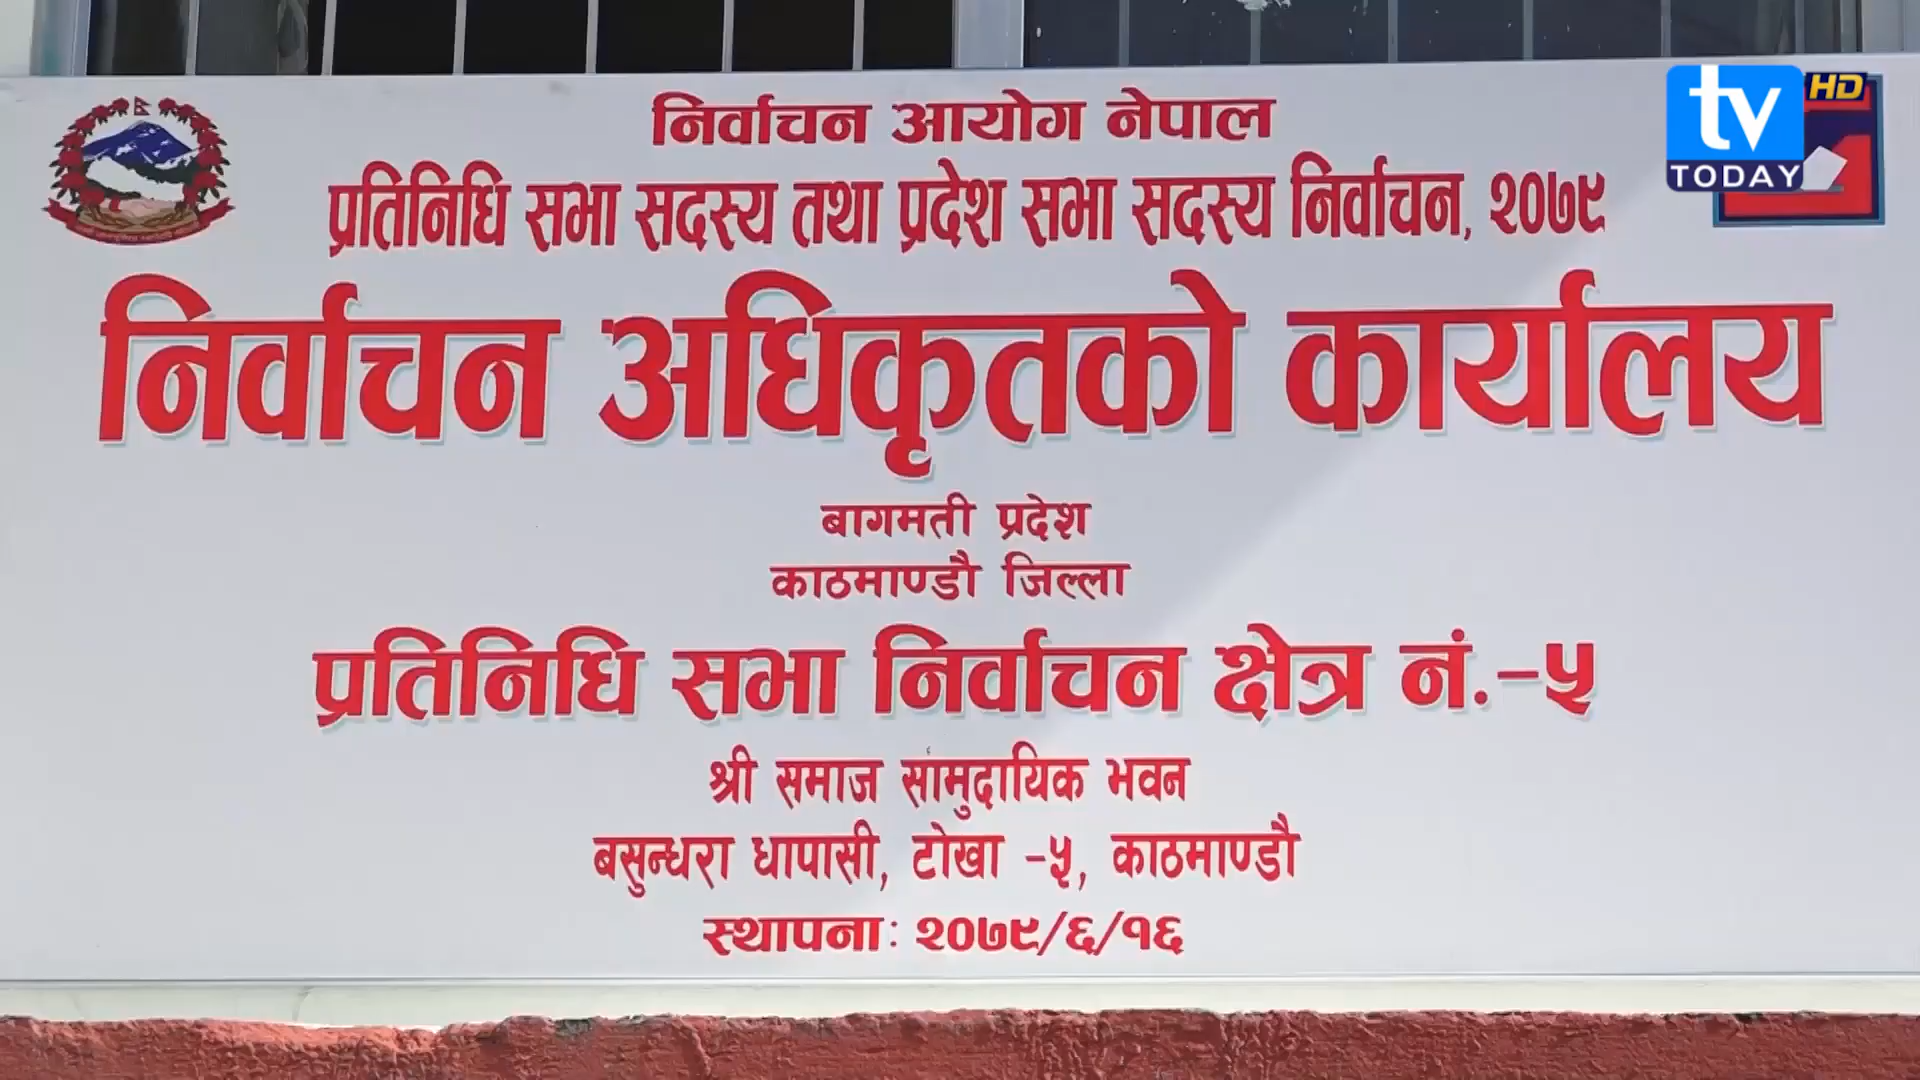 निर्वाचन आयोग नेपाल
प्रतिनिधि सभा सदस्य तथा प्रदेश सभा सदस्य निर्वाचन, २०७९
निर्वाचन अधिकृतको कार्यालय
बागमती प्रदेश
काठमाण्डौ जिल्ला
प्रतिनिधि सभा निर्वाचन क्षेत्र नं.-५
श्री समाज सामुदायिक भवन
बसुन्धरा धापासी, टोखा -५, काठमाण्डौ
स्थापना: २०७९/६/१६
tv HD
TODAY